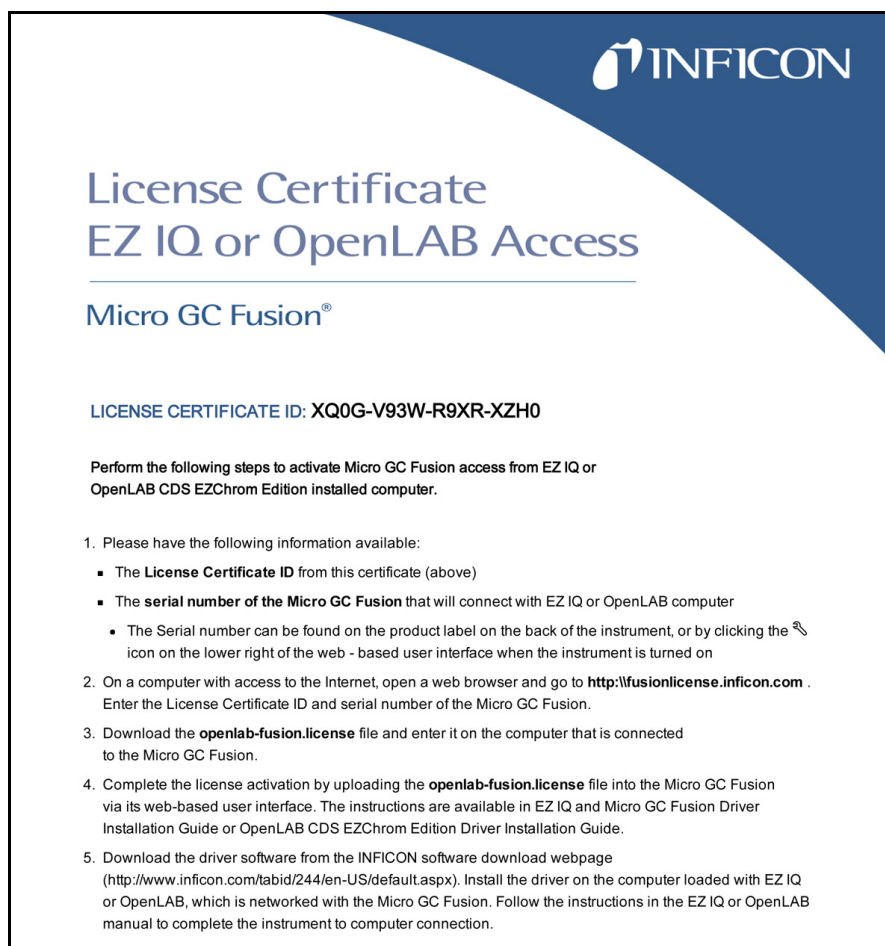 INFICON
License Certificate
EZ IQ or OpenLAB Access
Micro GC Fusion®
LICENSE CERTIFICATE ID: XQ0G-V93W-R9XR-XZH0
Perform the following steps to activate Micro GC Fusion access from EZ IQ or
OpenLAB CDS EZChrom Edition installed computer.
1. Please have the following information available:
▪ The License Certificate ID from this certificate (above)
▪ The serial number of the Micro GC Fusion that will connect with EZ IQ or OpenLAB computer
• The Serial number can be found on the product label on the back of the instrument, or by clicking the
icon on the lower right of the web - based user interface when the instrument is turned on
2. On a computer with access to the Internet, open a web browser and go to http:\\fusionlicense.inficon.com .
Enter the License Certificate ID and serial number of the Micro GC Fusion.
3. Download the openlab-fusion.license file and enter it on the computer that is connected
to the Micro GC Fusion.
4. Complete the license activation by uploading the openlab-fusion.license file into the Micro GC Fusion
via its web-based user interface. The instructions are available in EZ IQ and Micro GC Fusion Driver
Installation Guide or OpenLAB CDS EZChrom Edition Driver Installation Guide.
5. Download the driver software from the INFICON software download webpage
(http://www.inficon.com/tabid/244/en-US/default.aspx). Install the driver on the computer loaded with EZ IQ
or OpenLAB, which is networked with the Micro GC Fusion. Follow the instructions in the EZ IQ or OpenLAB
manual to complete the instrument to computer connection.